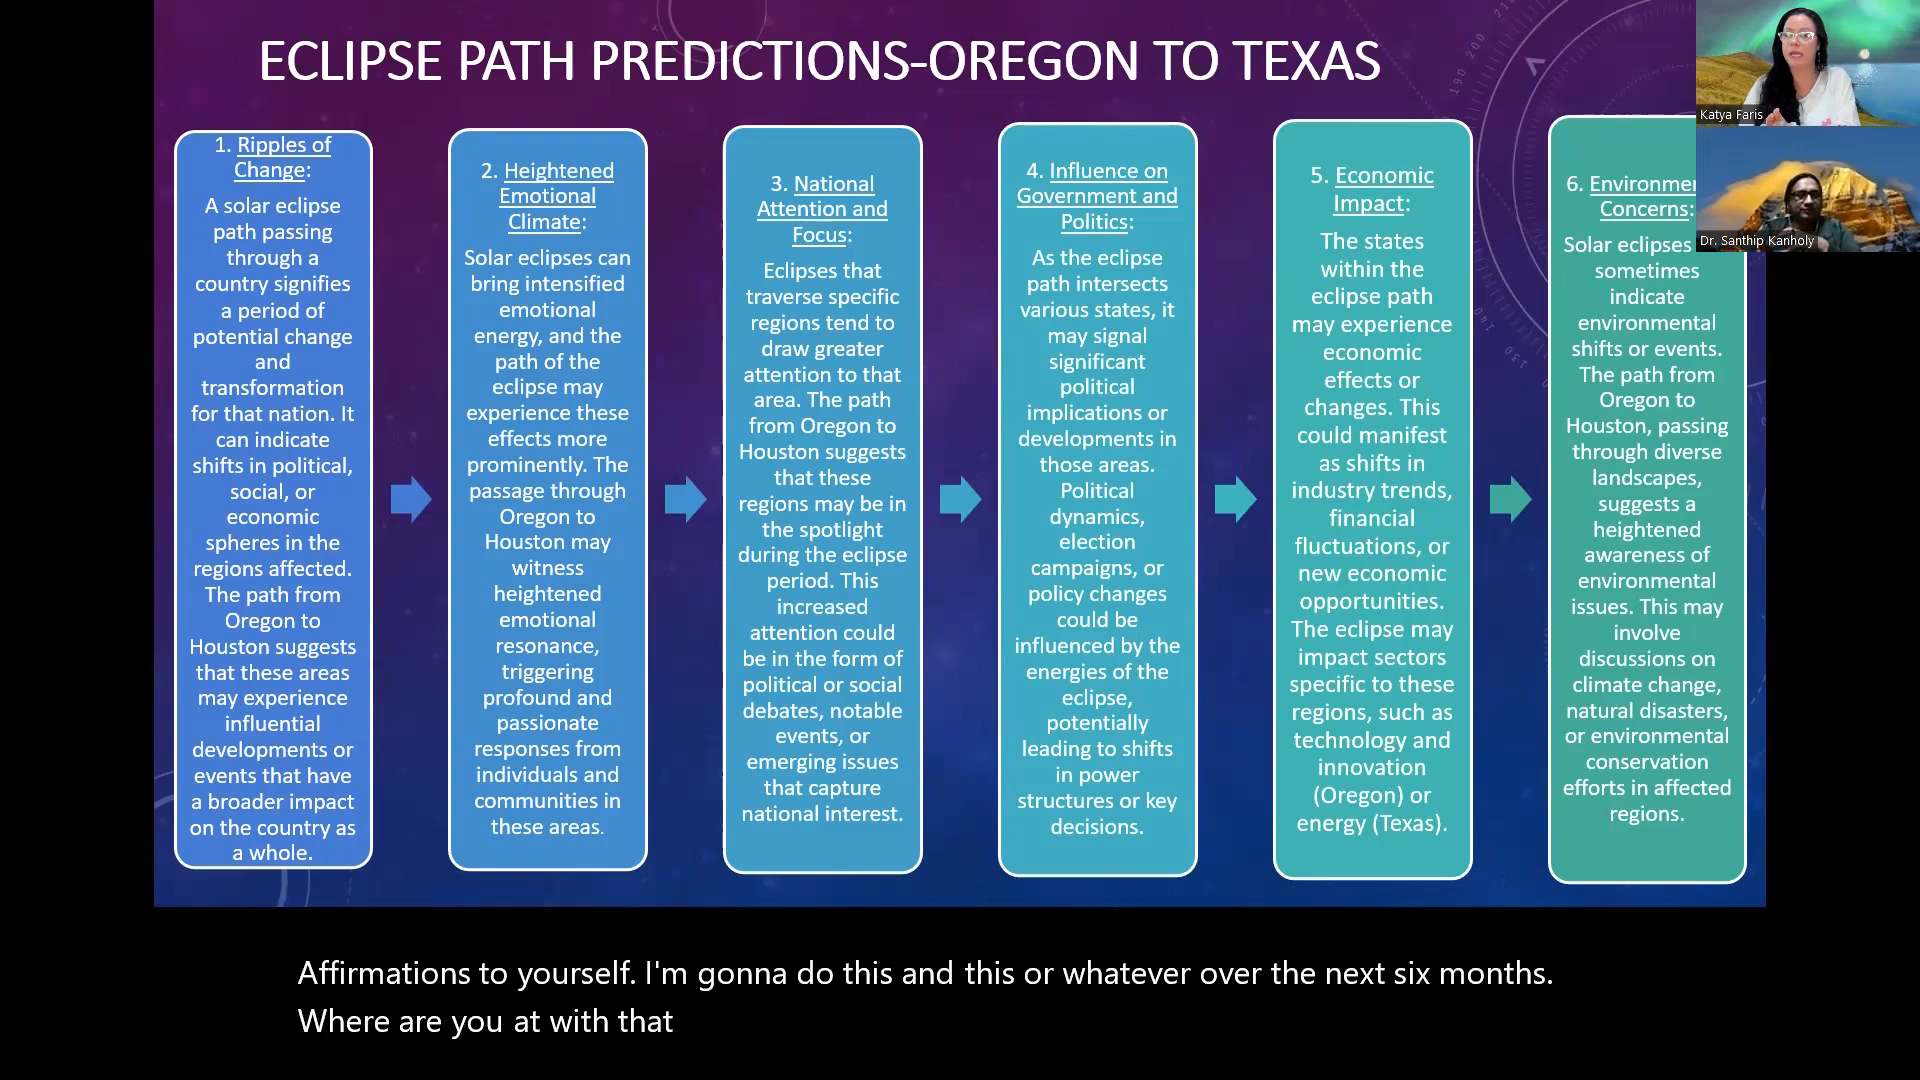 ECLIPSE PATH PREDICTIONS-OREGON TO TEXAS
1. Ripples of
Change:
A solar eclipse
path passing
through a
country signifies
a period of
potential change
and
transformation
for that nation. It
can indicate
shifts in political,
social, or
economic
spheres in the
regions affected.
The path from
Oregon to
Houston suggests
that these areas
may experience
influential
developments or
events that have
a broader impact
on the country as
a whole.
2. Heightened
Emotional
Climate:
Solar eclipses can
bring intensified
emotional
energy, and the
path of the
eclipse may
experience these
effects more
prominently. The
passage through
Oregon to
Houston may
witness
heightened
emotional
resonance,
triggering
profound and
passionate
responses from
individuals and
communities in
these areas.
3. National
Attention and
Focus:
Eclipses that
traverse specific
regions tend to
draw greater
attention to that
area. The path
from Oregon to
Houston suggests
that these
regions may be in
the spotlight
during the eclipse
period. This
increased
attention could
be in the form of
political or social
debates, notable
events, or
emerging issues
that capture
national interest.
4. Influence on
Government and
Politics:
As the eclipse
path intersects
various states, it
may signal
significant
political
implications or
developments in
those areas.
Political
dynamics,
election
campaigns, or
policy changes
could be
influenced by the
energies of the
eclipse,
potentially
leading to shifts
in power
structures or key
decisions.
5. Economic
Impact:
The states
within the
eclipse path
may experience
economic
effects or
changes. This
could manifest
as shifts in
industry trends,
financial
fluctuations, or
new economic
opportunities.
The eclipse may
impact sectors
specific to these
regions, such as
technology and
innovation
(Oregon) or
energy (Texas).
6.
Concerns:
Solar eclipses
sometimes
indicate
environmental
shifts or events.
The path from
Oregon to
Houston, passing
through diverse
landscapes,
suggests a
heightened
awareness of
environmental
issues. This may
involve
discussions on
climate change,
natural disasters,
or environmental
conservation
efforts in affected
regions.
Katya Faris
Dr. Santhip Kanholy
190 200
140
130
Affirmations to yourself. I'm gonna do this and this or whatever over the next six months.
Where are you at with that